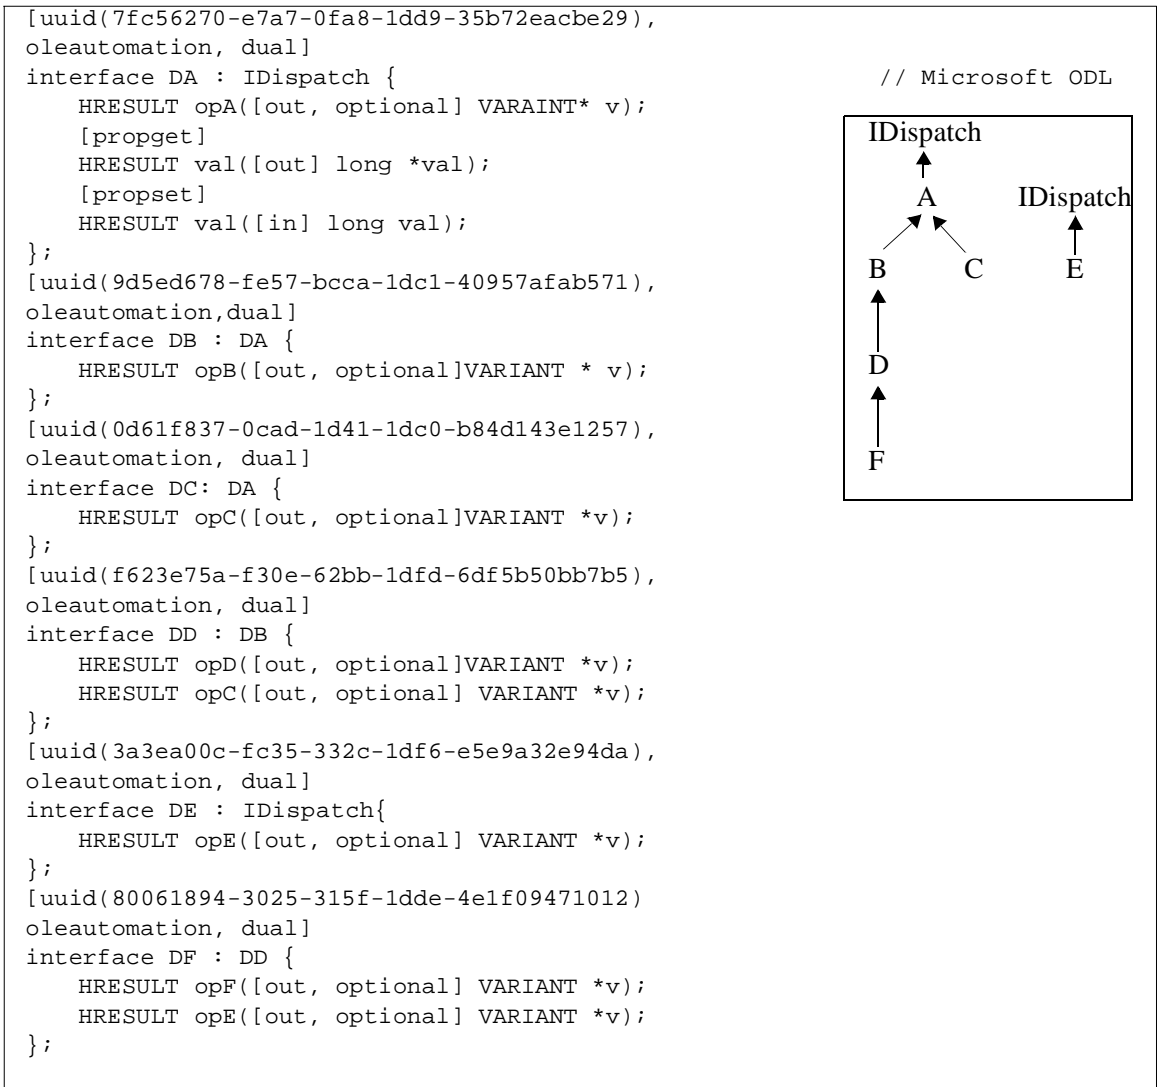 [uuid(7fc56270-e7a7-0fa8-1dd9-35b72eacbe29),
oleautomation, dual]
interface DA : IDispatch { // Microsoft ODL
HRESULT opA([out, optional] VARAINT* v);
[propget]
HRESULT val([out] long *val);
[propset]
HRESULT val([in] long val);
};
[uuid(9d5ed678-fe57-bcca-1dc1-40957afab571),
oleautomation,dual]
interface DB : DA {
HRESULT opB([out, optional]VARIANT * v);
};
[uuid(0d61f837-0cad-1d41-1dc0-b84d143e1257),
oleautomation, dual]
interface DC: DA {
HRESULT opC([out, optional]VARIANT *v);
};
[uuid(f623e75a-f30e-62bb-1dfd-6df5b50bb7b5),
oleautomation, dual]
interface DD : DB {
HRESULT opD([out, optional]VARIANT *v);
HRESULT opC([out, optional] VARIANT *v);
};
[uuid(3a3ea00c-fc35-332c-1df6-e5e9a32e94da),
oleautomation, dual]
interface DE : IDispatch{
HRESULT opE([out, optional] VARIANT *v);
};
[uuid(80061894-3025-315f-1dde-4e1f09471012)
oleautomation, dual]
interface DF : DD {
HRESULT opF([out, optional] VARIANT *v);
HRESULT opE([out, optional] VARIANT *v);
};
IDispatch
A IDispatch
B C E
D
F